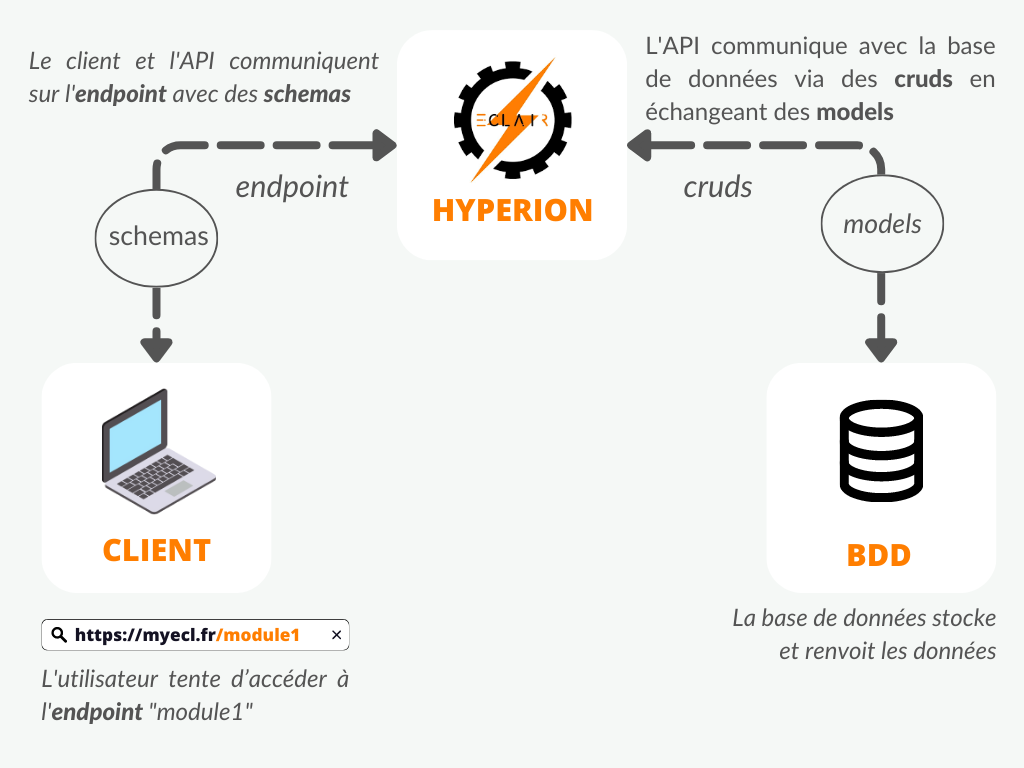 Le client et l'API communiquent
sur l'endpoint avec des schemas
L'API communique avec la base
de données via des cruds en
échangeant des models
ECLAIR
HYPERION
endpoint
cruds
schemas
models
CLIENT
BDD
https://myecl.fr/module1 ×
L'utilisateur tente d’accéder à
l'endpoint "module1"
La base de données stocke
et renvoit les données